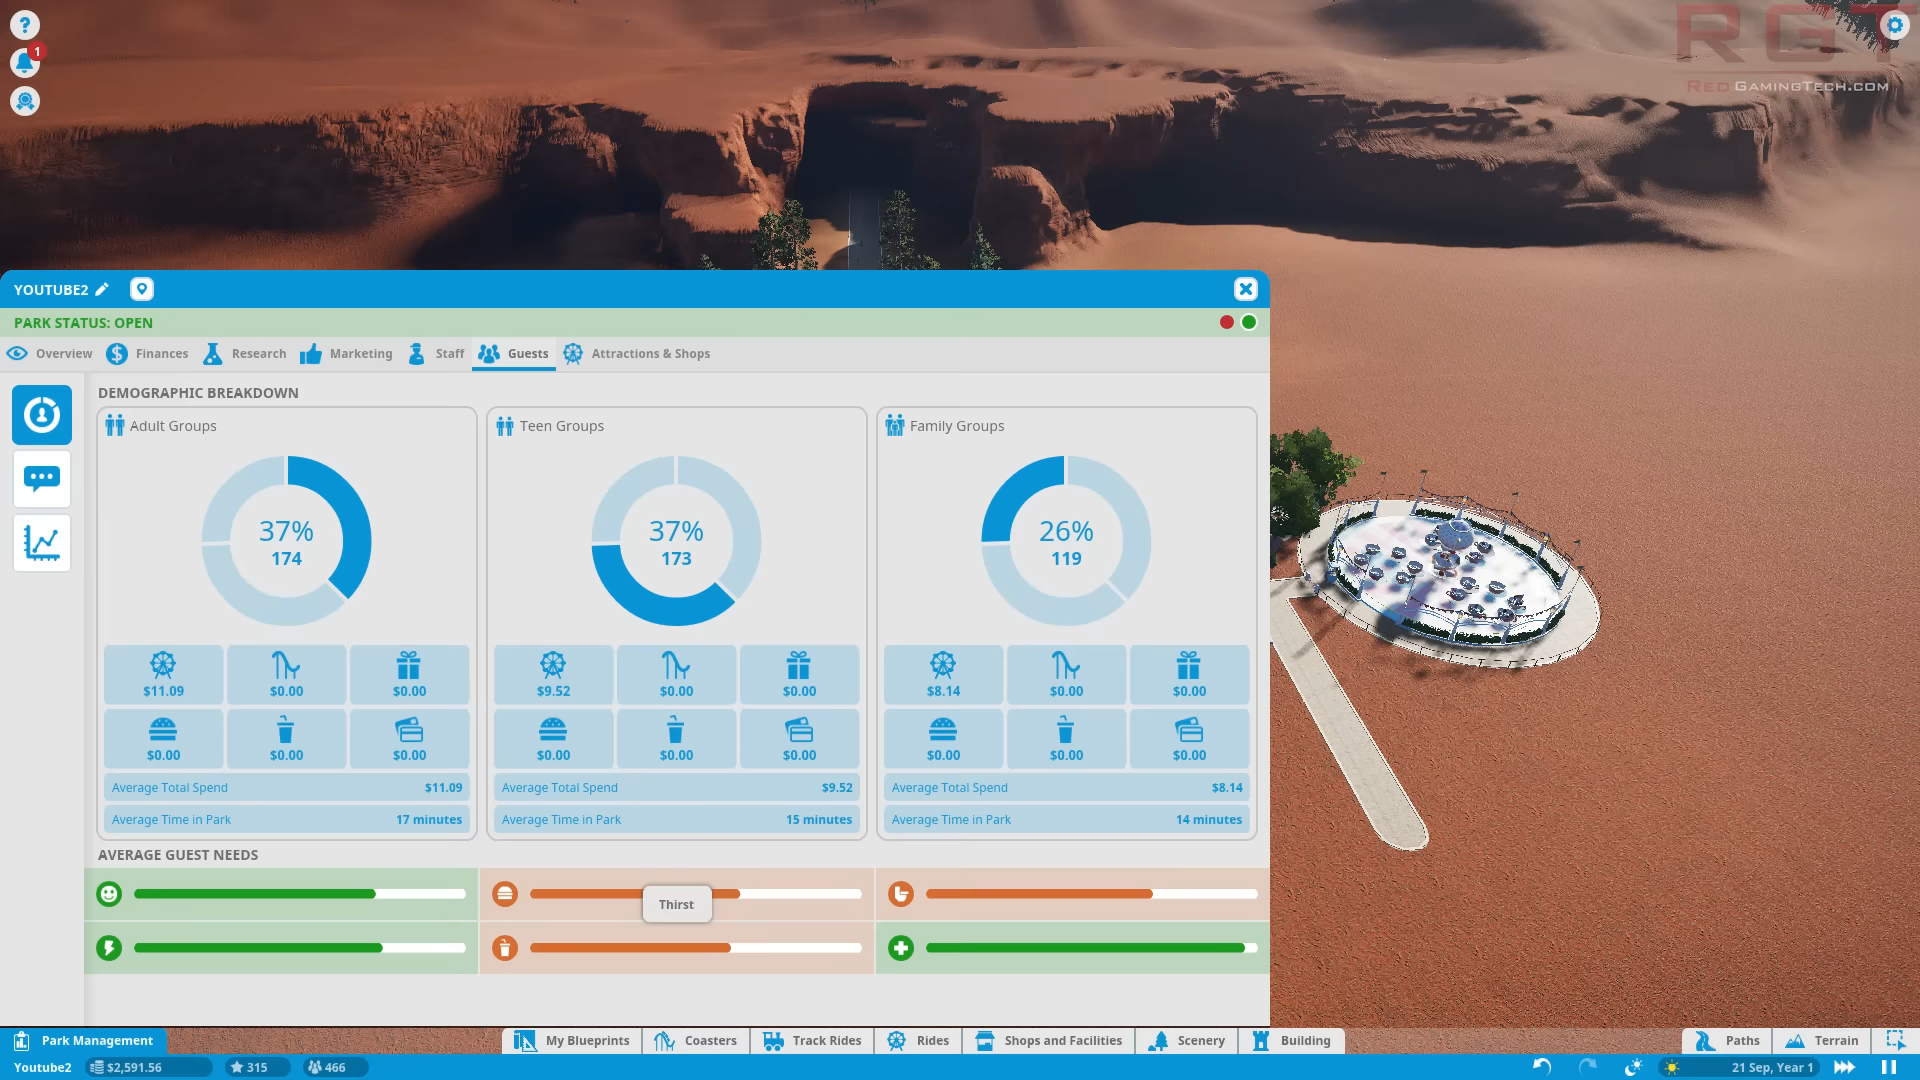 ?
1
RGT
RED GAMINGTECH.COM
YOUTUBE2
PARK STATUS: OPEN
Overview
Finances
Research
Marketing
Staff
Guests
Attractions & Shops
DEMOGRAPHIC BREAKDOWN
Adult Groups
37%
174
$11.09
$0.00
$0.00
$0.00
$0.00
$0.00
Average Total Spend $11.09
Average Time in Park 17 minutes
Teen Groups
37%
173
$9.52
$0.00
$0.00
$0.00
$0.00
$0.00
Average Total Spend $9.52
Average Time in Park 15 minutes
Family Groups
26%
119
$8.14
$0.00
$0.00
$0.00
$0.00
$0.00
Average Total Spend $8.14
Average Time in Park 14 minutes
AVERAGE GUEST NEEDS
Thirst
Park Management
My Blueprints
Coasters
Track Rides
Rides
Shops and Facilities
Scenery
Building
Paths
Terrain
Youtube2
$2,591.56
315
466
21 Sep, Year 1